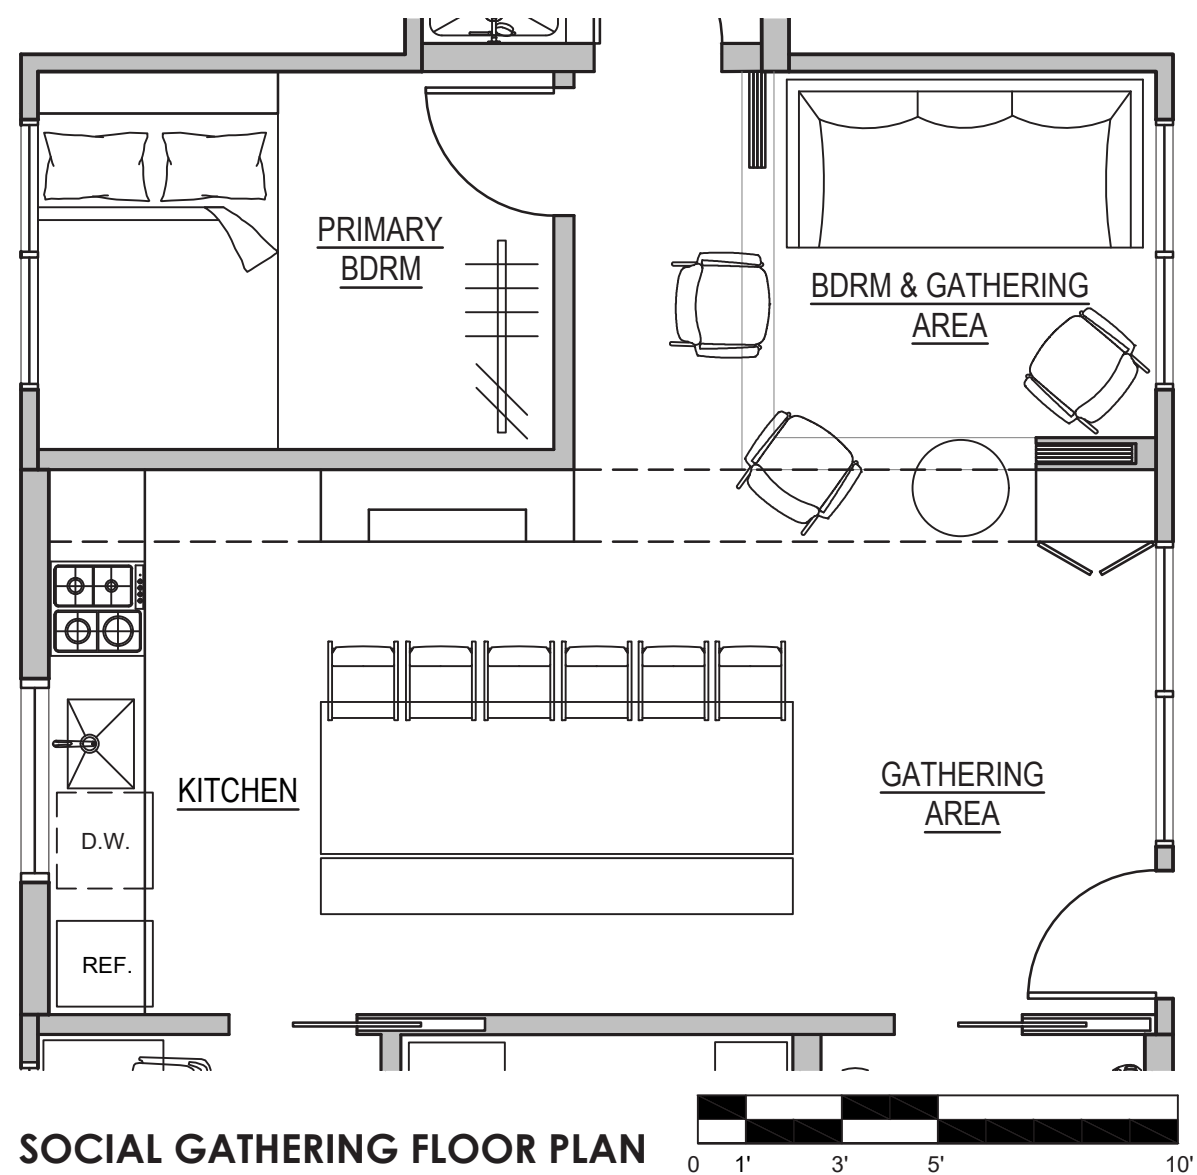 PRIMARY
BDRM
BDRM & GATHERING
AREA
KITCHEN
GATHERING
AREA
D.W.
REF.
SOCIAL GATHERING FLOOR PLAN
0 1' 3' 5' 10'